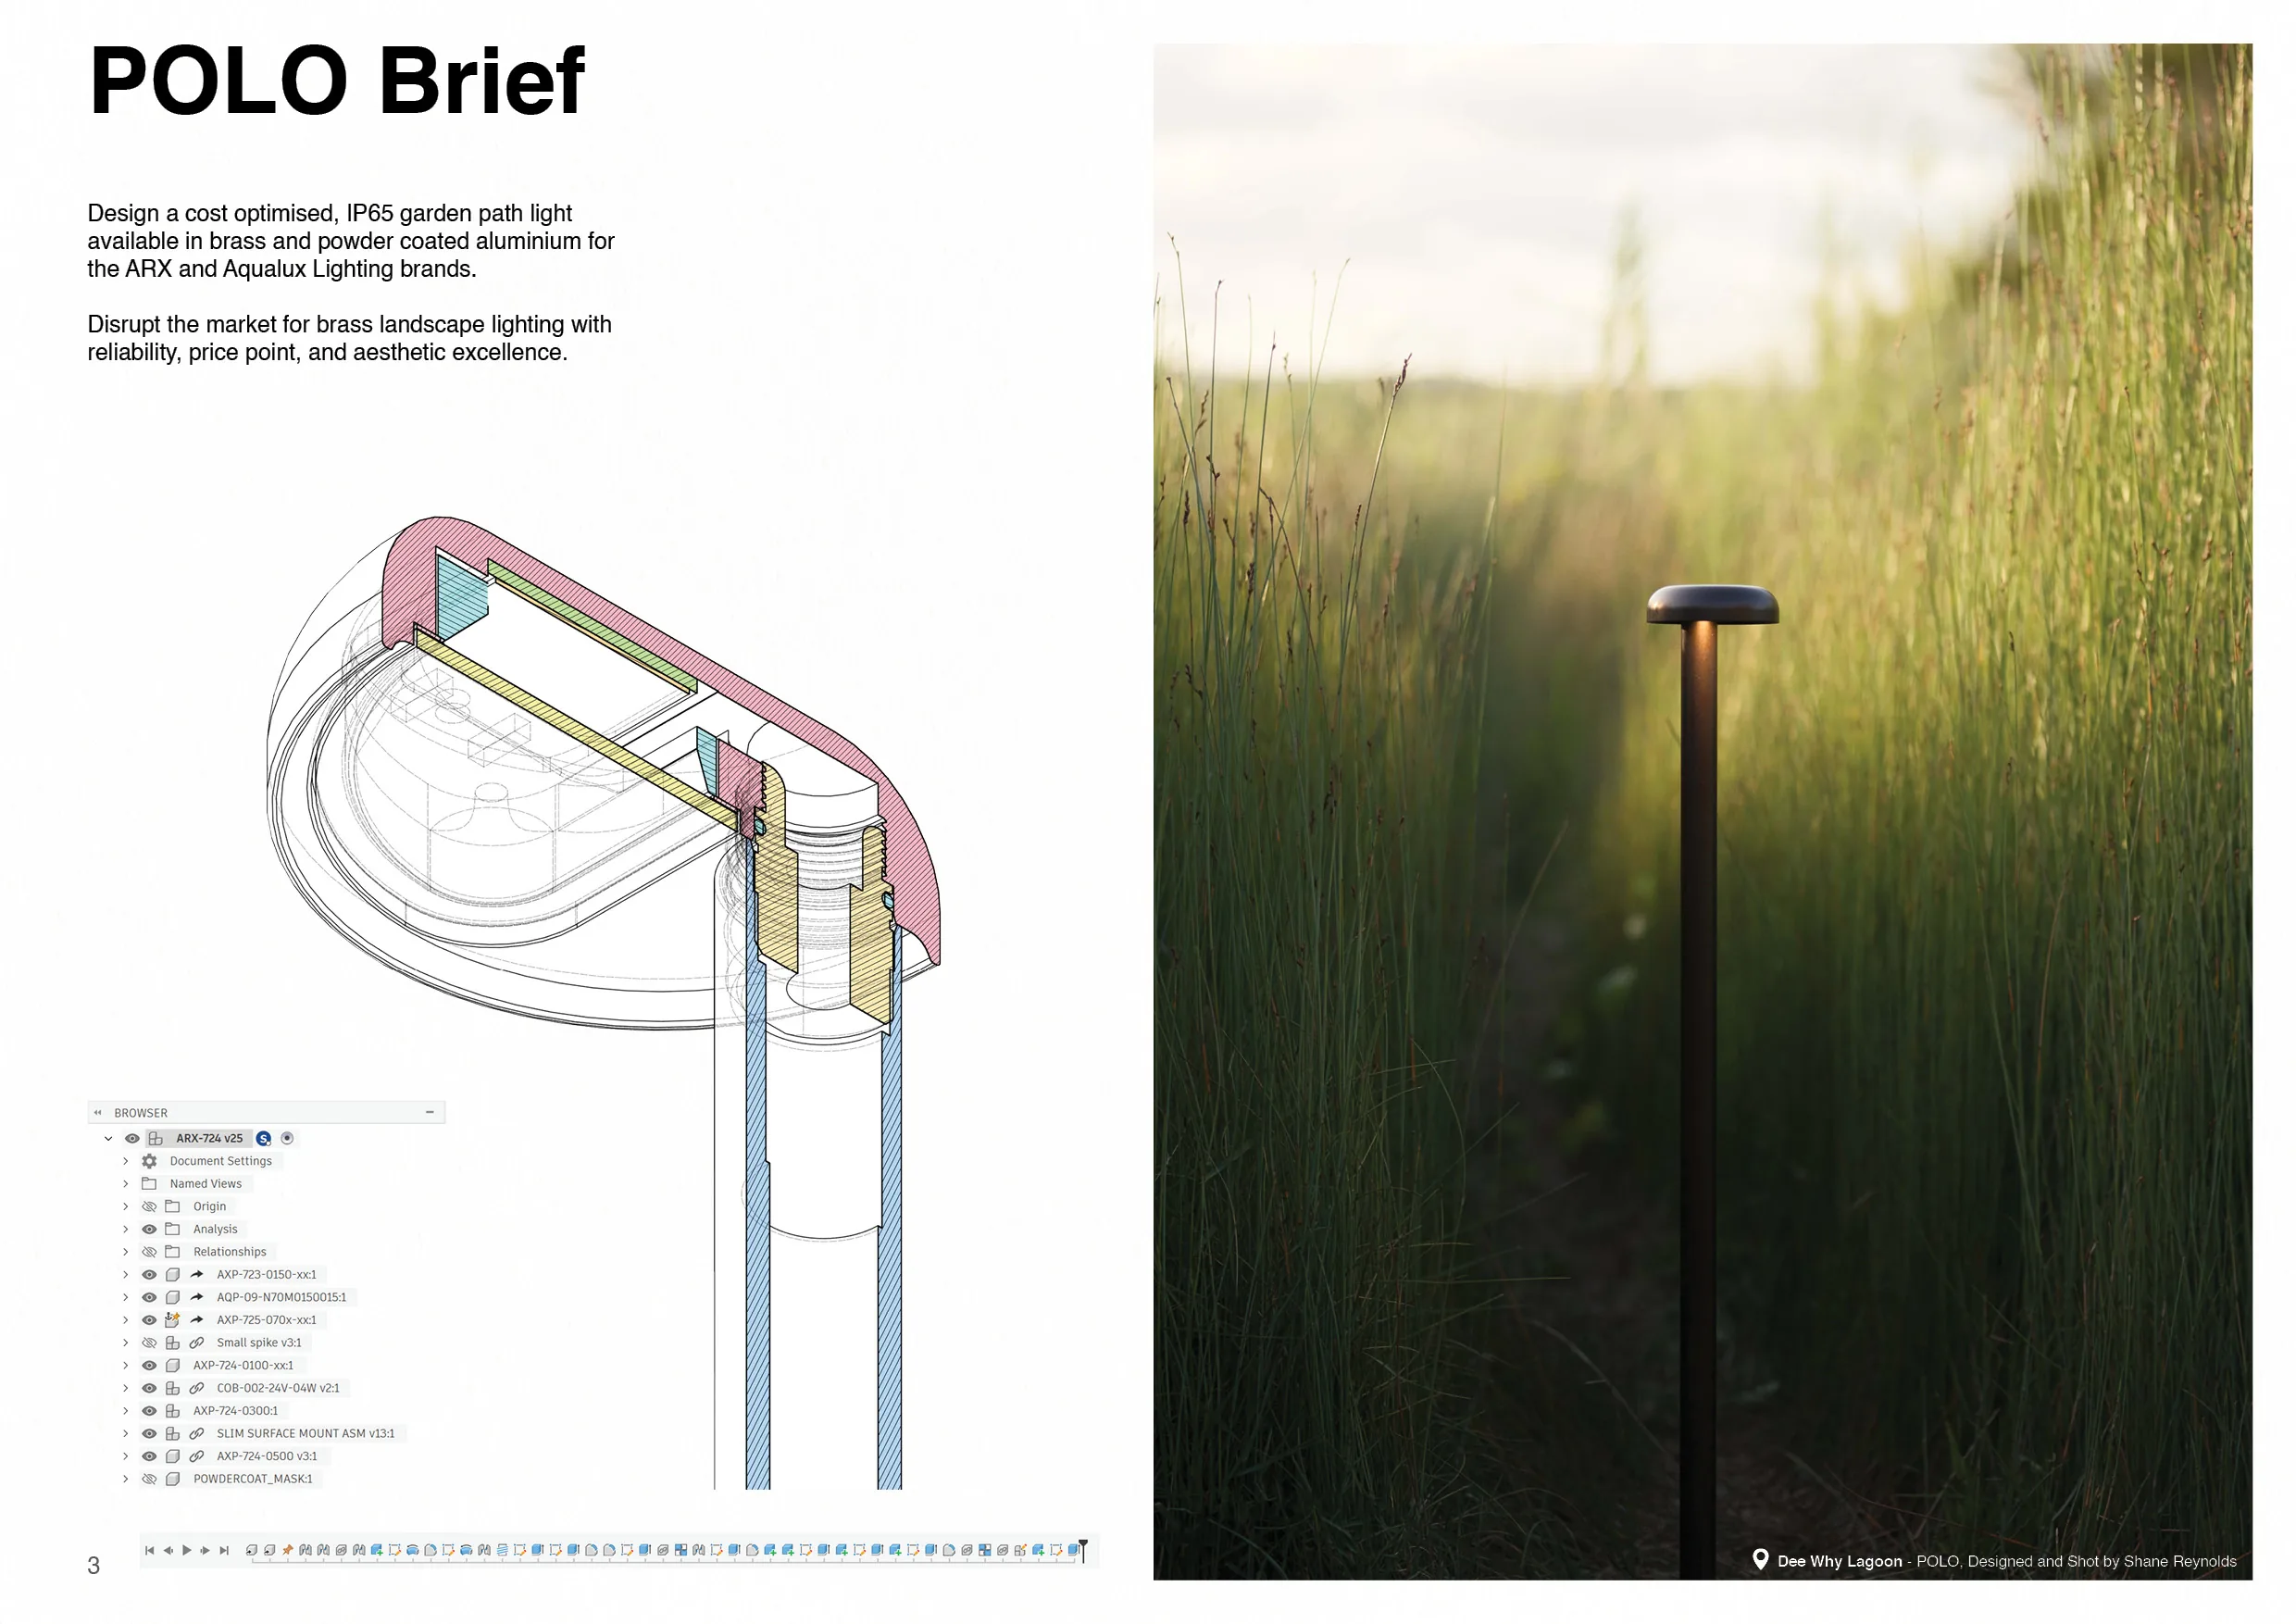 POLO Brief
Design a cost optimised, IP65 garden path light
available in brass and powder coated aluminium for
the ARX and Aqualux Lighting brands.
Disrupt the market for brass landscape lighting with
reliability, price point, and aesthetic excellence.
BROWSER
ARX-724 v25
Document Settings
Named Views
Origin
Analysis
Relationships
AXP-723-0150-xx:1
AQP-09-N70M0150015:1
AXP-725-070x-xx:1
Small spike v3:1
AXP-724-0100-xx:1
COB-002-24V-04W v2:1
AXP-724-0300:1
SLIM SURFACE MOUNT ASM v13:1
AXP-724-0500 v3:1
POWDERCOAT_MASK:1
3
Dee Why Lagoon - POLO, Designed and Shot by Shane Reynolds